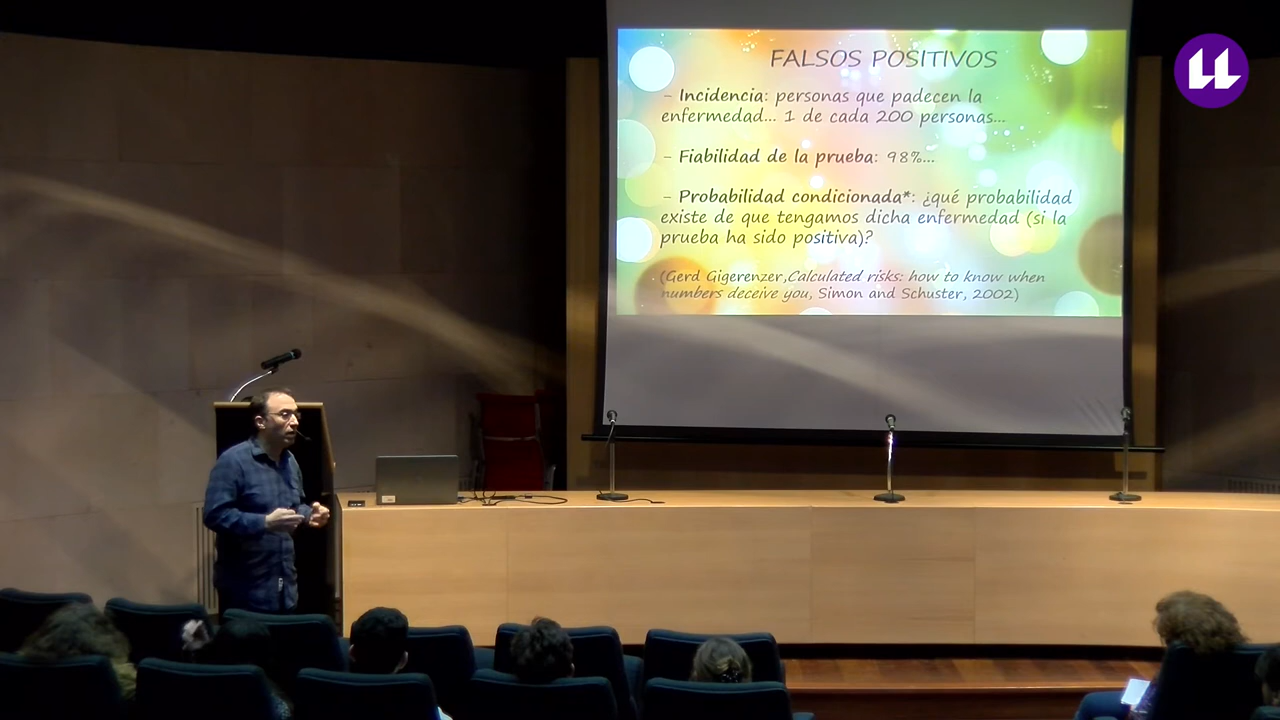 FALSOS POSITIVOS
- Incidencia: personas que padecen la
enfermedad... 1 de cada 200 personas...
- Fiabilidad de la prueba: 98%...
- Probabilidad condicionada*: ¿qué probabilidad
existe de que tengamos dicha enfermedad (si la
prueba ha sido positiva)?
(Gerd Gigerenzer,Calculated risks: how to know when
numbers deceive you, Simon and Schuster, 2002)